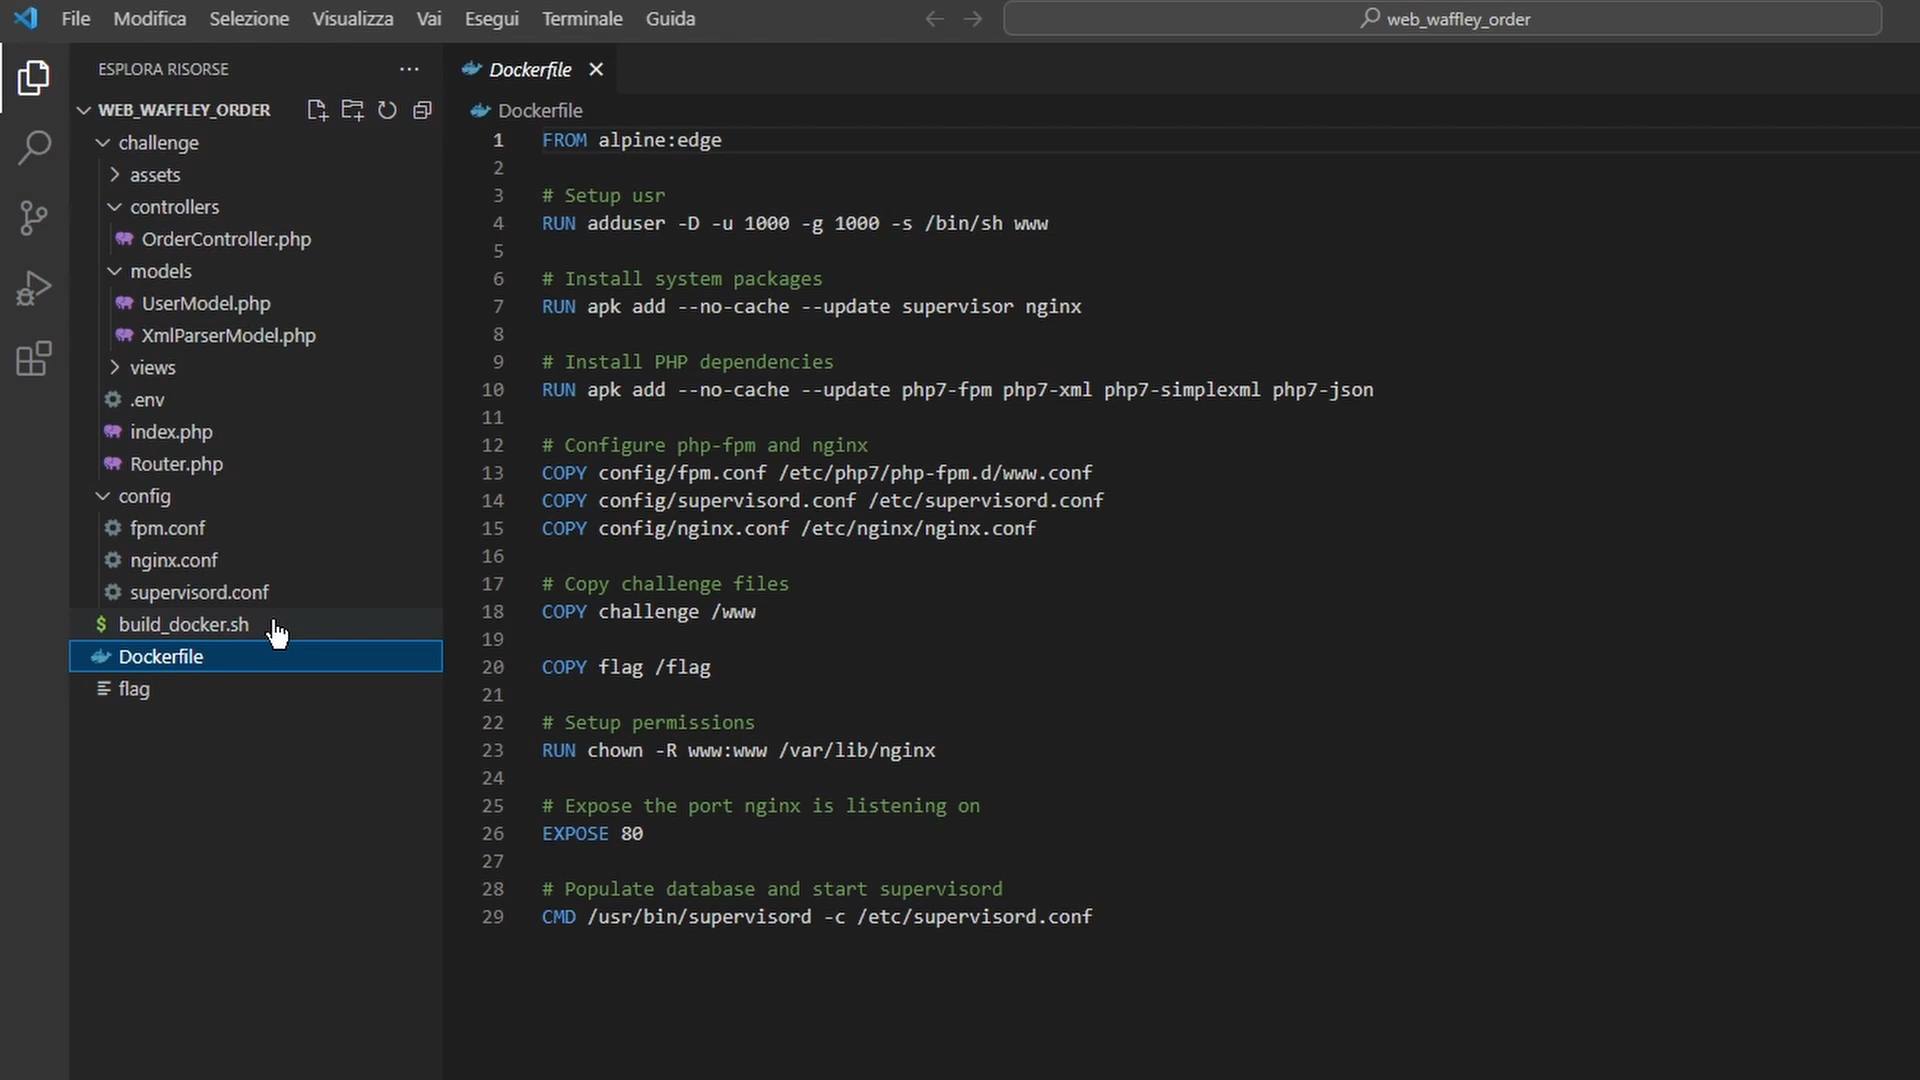 File Modifica Selezione Visualizza Vai Esegui Terminale Guida
web_waffley_order
ESPLORA RISORSE
WEB_WAFFLEY_ORDER
challenge
assets
controllers
OrderController.php
models
UserModel.php
XmlParserModel.php
views
.env
index.php
Router.php
config
fpm.conf
nginx.conf
supervisord.conf
build_docker.sh
Dockerfile
flag
Dockerfile
Dockerfile
1 FROM alpine:edge
2
3 # Setup usr
4 RUN adduser -D -u 1000 -g 1000 -s /bin/sh www
5
6 # Install system packages
7 RUN apk add --no-cache --update supervisor nginx
8
9 # Install PHP dependencies
10 RUN apk add --no-cache --update php7-fpm php7-xml php7-simplexml php7-json
11
12 # Configure php-fpm and nginx
13 COPY config/fpm.conf /etc/php7/php-fpm.d/www.conf
14 COPY config/supervisord.conf /etc/supervisord.conf
15 COPY config/nginx.conf /etc/nginx/nginx.conf
16
17 # Copy challenge files
18 COPY challenge /www
19
20 COPY flag /flag
21
22 # Setup permissions
23 RUN chown -R www:www /var/lib/nginx
24
25 # Expose the port nginx is listening on
26 EXPOSE 80
27
28 # Populate database and start supervisord
29 CMD /usr/bin/supervisord -c /etc/supervisord.conf